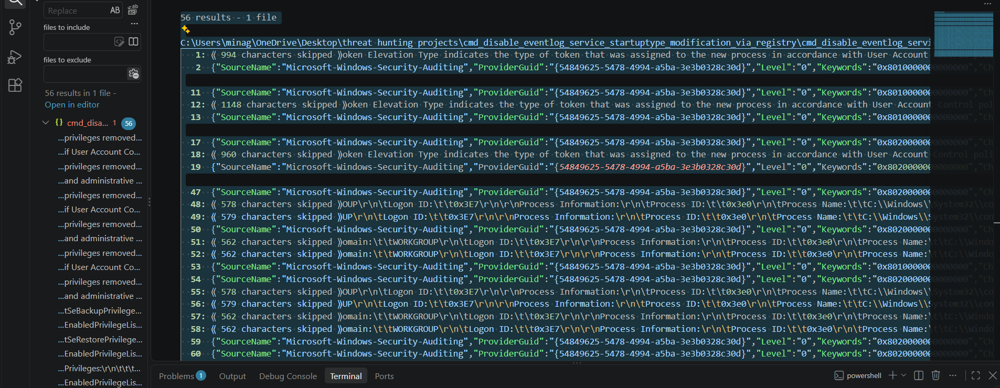 Replace AB
files to include
files to exclude
56 results in 1 file -
Open in editor
cmd_disa... 1 56
...privileges removed...
...if User Account Co...
...privileges removed...
...and administrative ...
...privileges removed...
...if User Account Co...
...privileges removed...
...and administrative ...
...privileges removed...
...if User Account Co...
...privileges removed...
...and administrative ...
...tSeBackupPrivilege...
...EnabledPrivilegeLis...
...tSeRestorePrivilege...
...EnabledPrivilegeLis...
...Privileges:\r\n\t\t\t...
...EnabledPrivilegeLis...
56 results - 1 file
C:\Users\minag\OneDrive\Desktop\threat hunting projects\cmd_disable_eventlog_service_startuptype_modification_via_registry\cmd_disable_eventlog_servi
1: ⟪ 994 characters skipped ⟫oken Elevation Type indicates the type of token that was assigned to the new process in accordance with User Account Control poli
2 {"SourceName":"Microsoft-Windows-Security-Auditing","ProviderGuid":"{54849625-5478-4994-a5ba-3e3b0328c30d}","Level":"0","Keywords":"0x8010000000000000","Ch
11 {"SourceName":"Microsoft-Windows-Security-Auditing","ProviderGuid":"{54849625-5478-4994-a5ba-3e3b0328c30d}","Level":"0","Keywords":"0x8010000000000000","Ch
12: ⟪ 1148 characters skipped ⟫oken Elevation Type indicates the type of token that was assigned to the new process in accordance with User Account Control pol
13 {"SourceName":"Microsoft-Windows-Security-Auditing","ProviderGuid":"{54849625-5478-4994-a5ba-3e3b0328c30d}","Level":"0","Keywords":"0x8010000000000000","Ch
17 {"SourceName":"Microsoft-Windows-Security-Auditing","ProviderGuid":"{54849625-5478-4994-a5ba-3e3b0328c30d}","Level":"0","Keywords":"0x8020000000000000","Ch
18: ⟪ 960 characters skipped ⟫oken Elevation Type indicates the type of token that was assigned to the new process in accordance with User Account Control poli
19 {"SourceName":"Microsoft-Windows-Security-Auditing","ProviderGuid":"{54849625-5478-4994-a5ba-3e3b0328c30d}","Level":"0","Keywords":"0x8020000000000000","Ch
47 {"SourceName":"Microsoft-Windows-Security-Auditing","ProviderGuid":"{54849625-5478-4994-a5ba-3e3b0328c30d}","Level":"0","Keywords":"0x8020000000000000","Ch
48: ⟪ 578 characters skipped ⟫OUP\r\n\tLogon ID:\t\t0x3E7\r\n\r\nProcess Information:\r\n\tProcess ID:\t\t0x3e0\r\n\tProcess Name:\t\tC:\\Windows\\System32\\co
49: ⟪ 579 characters skipped ⟫UP\r\n\tLogon ID:\t\t0x3E7\r\n\r\nProcess Information:\r\n\tProcess ID:\t\t0x3e0\r\n\tProcess Name:\t\tC:\\Windows\\System32\\con
50 {"SourceName":"Microsoft-Windows-Security-Auditing","ProviderGuid":"{54849625-5478-4994-a5ba-3e3b0328c30d}","Level":"0","Keywords":"0x8020000000000000","Ch
51: ⟪ 562 characters skipped ⟫omain:\t\tWORKGROUP\r\n\tLogon ID:\t\t0x3E7\r\n\r\nProcess Information:\r\n\tProcess ID:\t\t0x3e0\r\n\tProcess Name:\t\tC:\\Windo
52: ⟪ 562 characters skipped ⟫omain:\t\tWORKGROUP\r\n\tLogon ID:\t\t0x3E7\r\n\r\nProcess Information:\r\n\tProcess ID:\t\t0x3e0\r\n\tProcess Name:\t\tC:\\Windo
53 {"SourceName":"Microsoft-Windows-Security-Auditing","ProviderGuid":"{54849625-5478-4994-a5ba-3e3b0328c30d}","Level":"0","Keywords":"0x8010000000000000","Ch
54 {"SourceName":"Microsoft-Windows-Security-Auditing","ProviderGuid":"{54849625-5478-4994-a5ba-3e3b0328c30d}","Level":"0","Keywords":"0x8020000000000000","Ch
55: ⟪ 578 characters skipped ⟫OUP\r\n\tLogon ID:\t\t0x3E7\r\n\r\nProcess Information:\r\n\tProcess ID:\t\t0x3e0\r\n\tProcess Name:\t\tC:\\Windows\\System32\\co
56: ⟪ 579 characters skipped ⟫UP\r\n\tLogon ID:\t\t0x3E7\r\n\r\nProcess Information:\r\n\tProcess ID:\t\t0x3e0\r\n\tProcess Name:\t\tC:\\Windows\\System32\\con
57: ⟪ 562 characters skipped ⟫omain:\t\tWORKGROUP\r\n\tLogon ID:\t\t0x3E7\r\n\r\nProcess Information:\r\n\tProcess ID:\t\t0x3e0\r\n\tProcess Name:\t\tC:\\Windo
58: ⟪ 562 characters skipped ⟫omain:\t\tWORKGROUP\r\n\tLogon ID:\t\t0x3E7\r\n\r\nProcess Information:\r\n\tProcess ID:\t\t0x3e0\r\n\tProcess Name:\t\tC:\\Windo
59 {"SourceName":"Microsoft-Windows-Security-Auditing","ProviderGuid":"{54849625-5478-4994-a5ba-3e3b0328c30d}","Level":"0","Keywords":"0x8020000000000000","Ch
60 {"SourceName":"Microsoft-Windows-Security-Auditing","ProviderGuid":"{54849625-5478-4994-a5ba-3e3b0328c30d}","Level":"0","Keywords":"0x8020000000000000","Ch
Problems 1 Output Debug Console Terminal Ports powershell